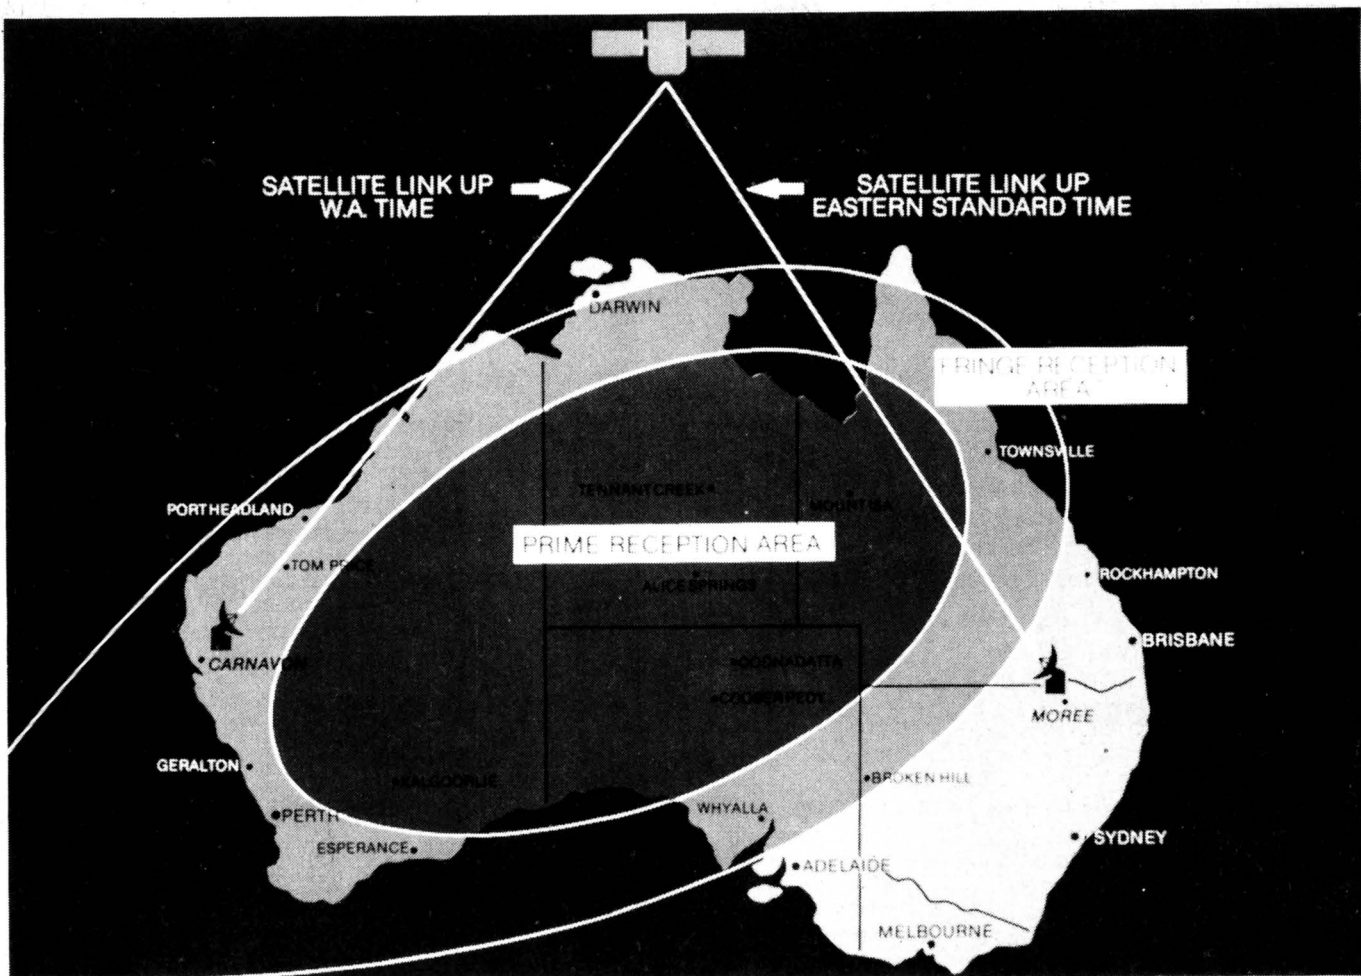 SATELLITE LINK UP
W.A. TIME
SATELLITE LINK UP
EASTERN STANDARD TIME
DARWIN
FRINGE RECEPTION
AREA
TOWNSVILLE
TENNANT CREEK
MOUNT ISA
PORT HEADLAND
PRIME RECEPTION AREA
TOM PRICE
ALICE SPRINGS
ROCKHAMPTON
BRISBANE
CARNAVON
OODNADATTA
COOBER PEDY
MOREE
GERALTON
KALGOORLIE
BROKEN HILL
PERTH
WHYALLA
ESPERANCE
SYDNEY
ADELAIDE
MELBOURNE